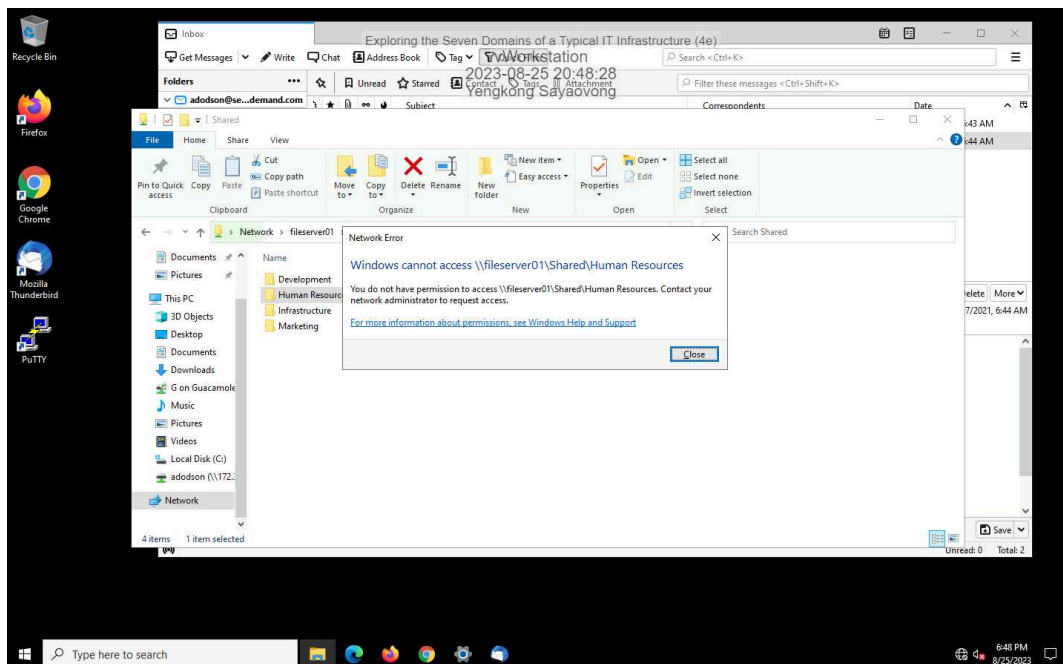 Recycle Bin
Firefox
Google
Chrome
Mozilla
Thunderbird
PuTTY
Inbox
Exploring the Seven Domains of a Typical IT Infrastructure (4e)
Get Messages Write Chat Address Book Tag
Search <Ctrl+K>
vWorkstation
2023-08-25 20:48:28
Yengkong Sayaovong
Folders
Unread Starred Contact Tags Attachment
Filter these messages <Ctrl+Shift+K>
adodson@se...demand.com
Subject Correspondents Date
:43 AM
:44 AM
Shared
File Home Share View
Pin to Quick
access
Copy
Paste
Cut
Copy path
Paste shortcut
Move
to
Copy
to
Delete
Rename
New
folder
New item
Easy access
Properties
Open
Edit
Select all
Select none
Invert selection
Clipboard Organize New Open Select
Network > fileserver01
Search Shared
Documents
Pictures
This PC
3D Objects
Desktop
Documents
Downloads
G on Guacamole
Music
Pictures
Videos
Local Disk (C:)
adodson (\\172.
Network
Name
Development
Human Resourc
Infrastructure
Marketing
Network Error
Windows cannot access \\fileserver01\Shared\Human Resources
You do not have permission to access \\fileserver01\Shared\Human Resources. Contact your
network administrator to request access.
For more information about permissions, see Windows Help and Support
Close
elete More
7/2021, 6:44 AM
Save
4 items 1 item selected
Unread: 0 Total: 2
Type here to search
6:48 PM
8/25/2023